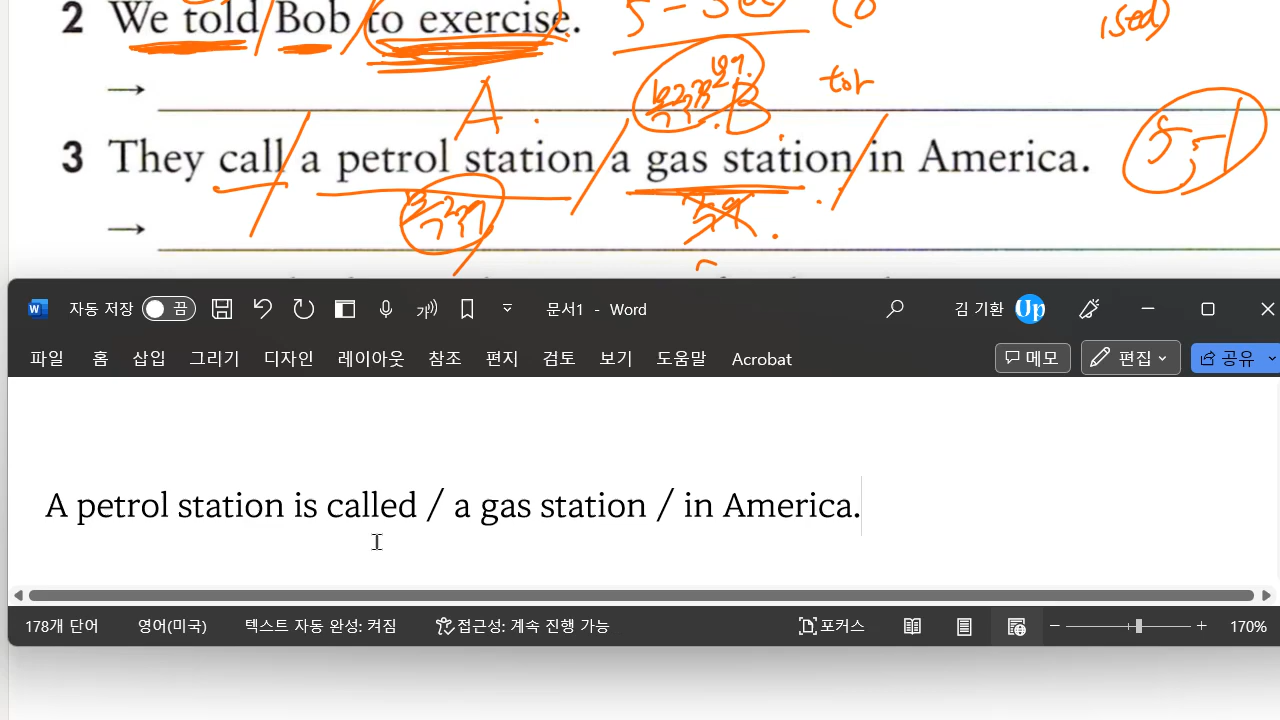 2 We told / Bob / to exercise.
→
A.
3 They call / a petrol station / a gas station / in America.
→
자동 저장 끔 문서1 - Word 김 기환 Up
파일 홈 삽입 그리기 디자인 레이아웃 참조 편지 검토 보기 도움말 Acrobat 메모 편집 공유
A petrol station is called / a gas station / in America.
178개 단어 영어(미국) 텍스트 자동 완성: 켜짐 접근성: 계속 진행 가능 포커스 170%